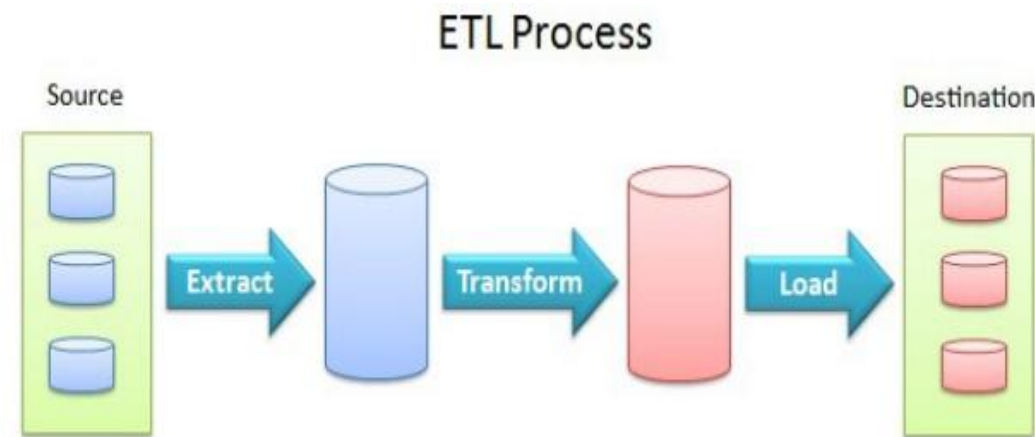 ETL Process
Source
Destination
Extract
Transform
Load